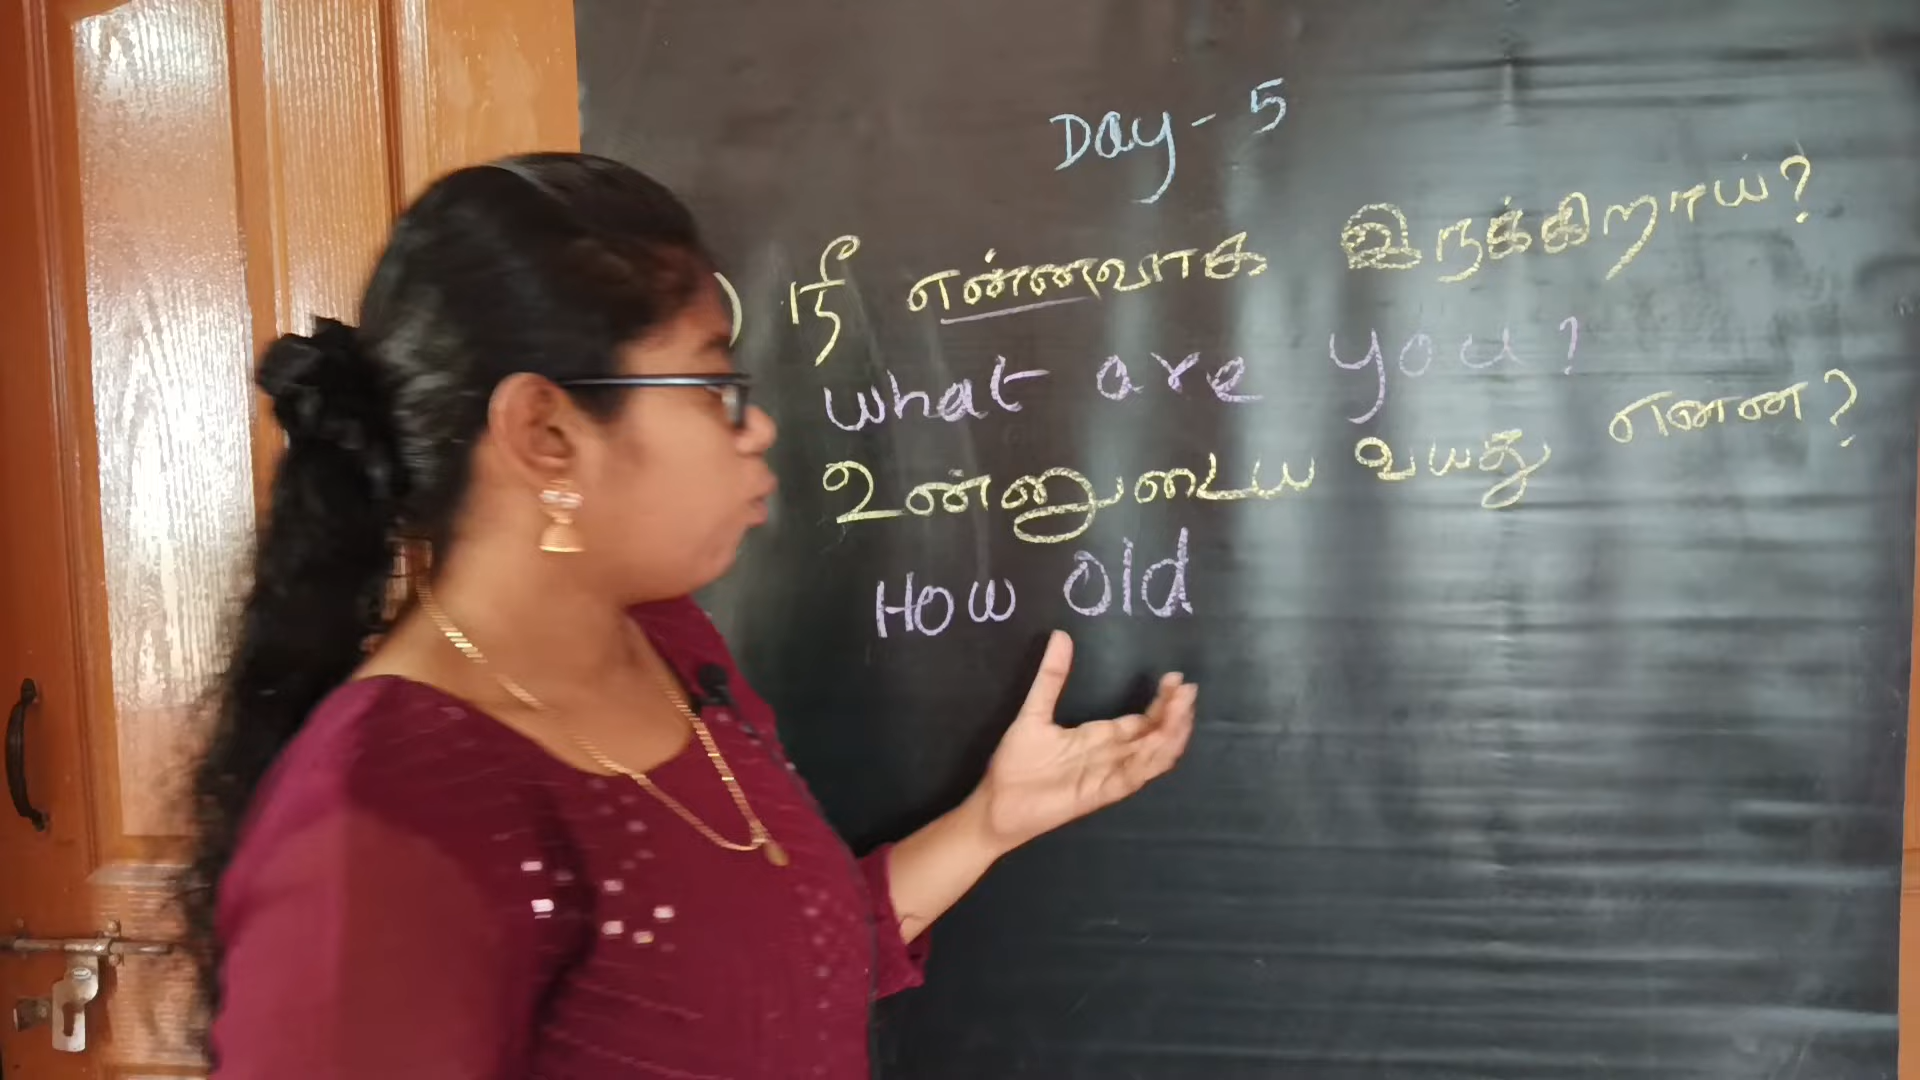 Day - 5
) நீ என்னவாக இருக்கிறாய்?
what are you?
உன்னுடைய வயது என்ன?
How old